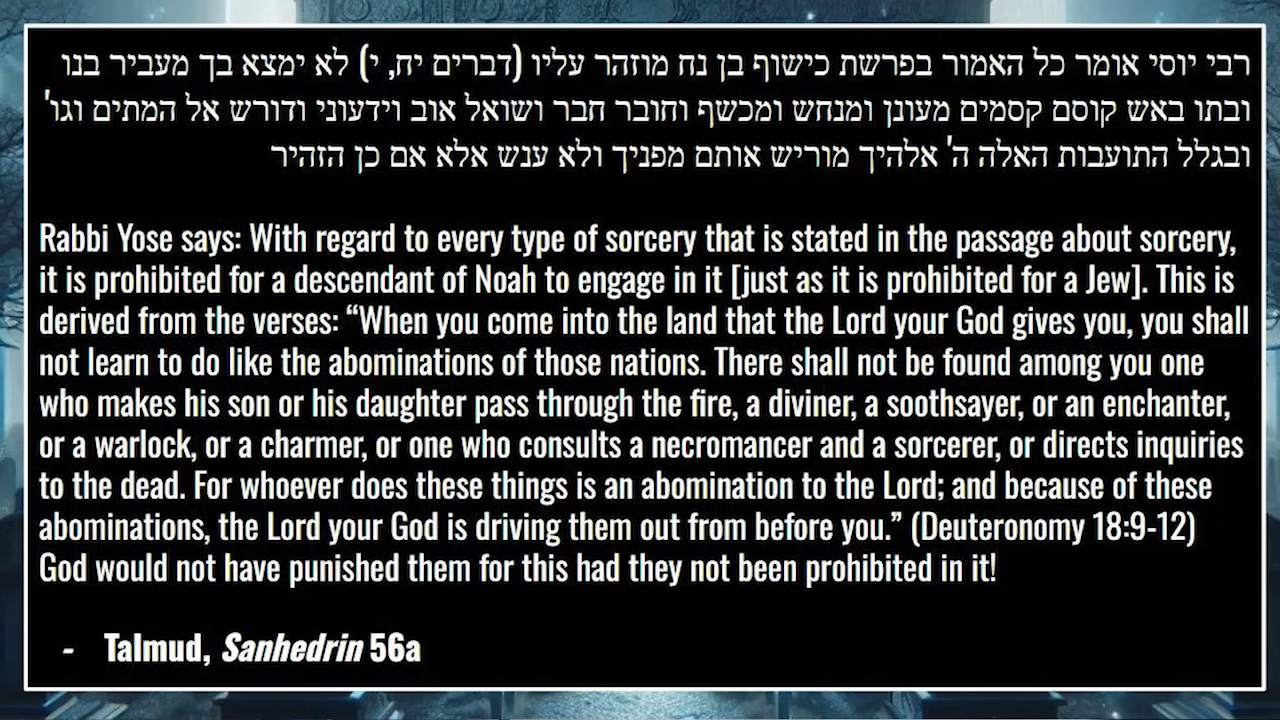 רבי יוסי אומר כל האמור בפרשת כישוף בן נח מוזהר עליו (דברים יח, י) לא ימצא בך מעביר בנו
ובתו באש קוסם קסמים מעונן ומנחש ומכשף וחובר חבר ושואל אוב וידעוני ודורש אל המתים וגו'
ובגלל התועבות האלה ה' אלהיך מוריש אותם מפניך ולא ענש אלא אם כן הזהיר
Rabbi Yose says: With regard to every type of sorcery that is stated in the passage about sorcery,
it is prohibited for a descendant of Noah to engage in it [just as it is prohibited for a Jew]. This is
derived from the verses: “When you come into the land that the Lord your God gives you, you shall
not learn to do like the abominations of those nations. There shall not be found among you one
who makes his son or his daughter pass through the fire, a diviner, a soothsayer, or an enchanter,
or a warlock, or a charmer, or one who consults a necromancer and a sorcerer, or directs inquiries
to the dead. For whoever does these things is an abomination to the Lord; and because of these
abominations, the Lord your God is driving them out from before you.” (Deuteronomy 18:9-12)
God would not have punished them for this had they not been prohibited in it!
- Talmud, Sanhedrin 56a